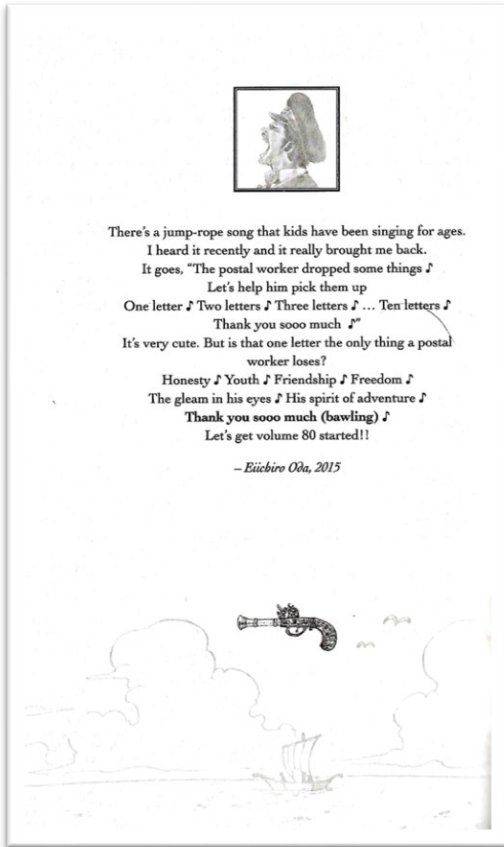 There's a jump-rope song that kids have been singing for ages.
I heard it recently and it really brought me back.
It goes, "The postal worker dropped some things ♪
Let's help him pick them up
One letter ♪ Two letters ♪ Three letters ♪ ... Ten letters ♪
Thank you sooo much ♪"
It's very cute. But is that one letter the only thing a postal
worker loses?
Honesty ♪ Youth ♪ Friendship ♪ Freedom ♪
The gleam in his eyes ♪ His spirit of adventure ♪
Thank you sooo much (bawling) ♪
Let's get volume 80 started!!
– Eiichiro Oda, 2015